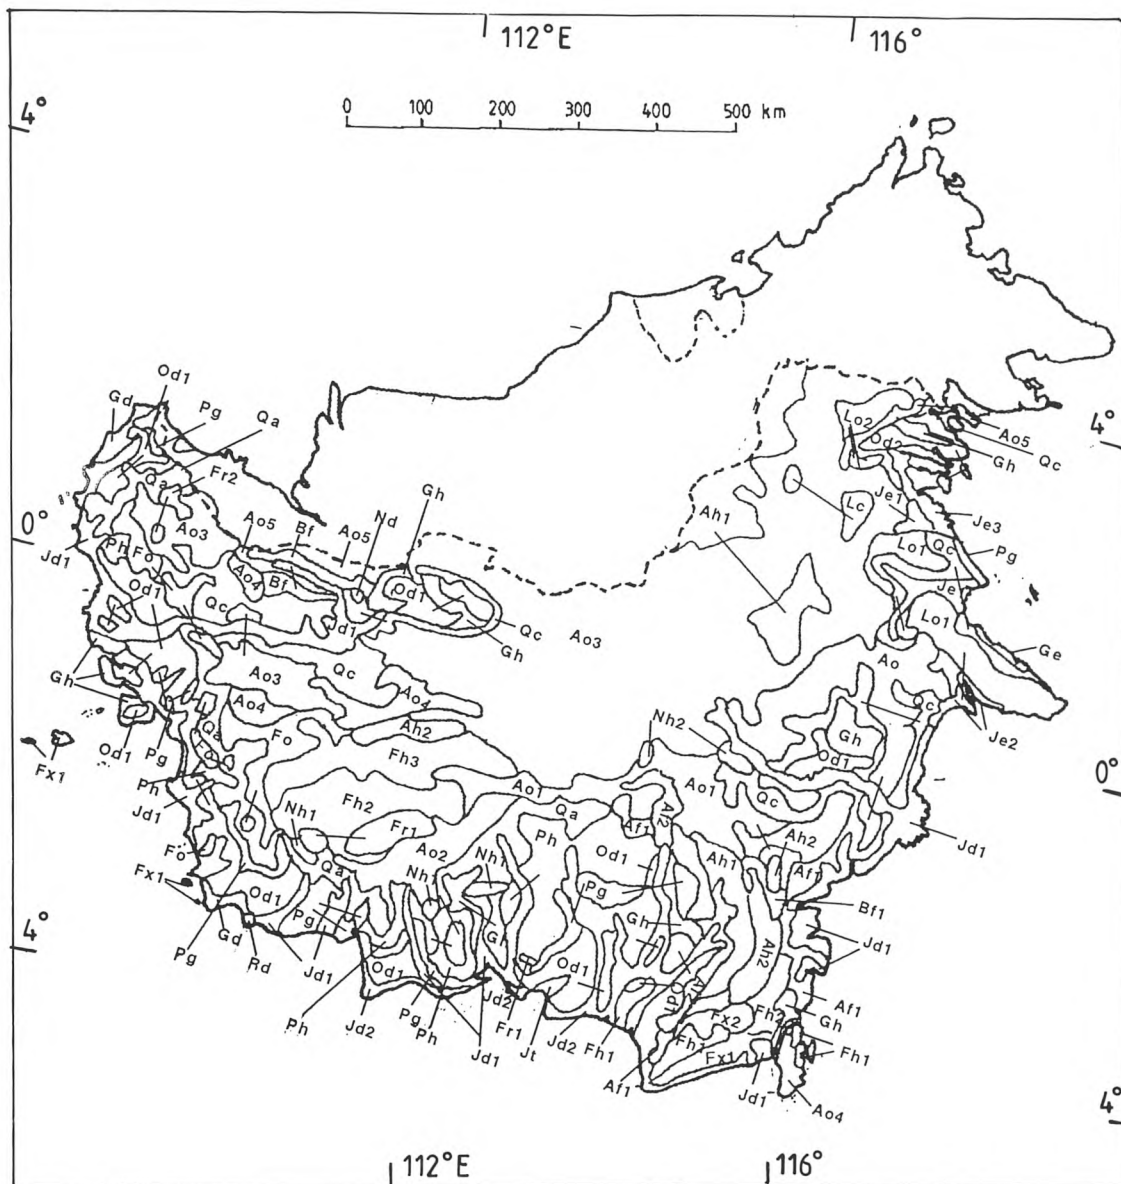 112°E
116°
4°
0 100 200 300 400 500 km
Od1
Gd
Pg
Qa
Lo2
4°
Ao5
Od2
Qc
Gh
Qa
Fr2
Gh
Nd
Ao5
Bf
Ao5
Ah1
Lc
Je1
Je3
0°
Ao3
Jd1
Ph
Fo
Lo1
Qc
Pg
Ao4
Bf
Od1
Od1
Je
Qc
Jd1
Qc
Lo1
Gh
Ao3
Ge
Gh
Ao3
Qc
Ao
Ao4
Ao4
Qc
Od1
Qa
Ah2
Nh2
Gh
Je2
Fx1
Pg
Fo
Fh3
Od1
Ph
Ao1
Ao1
Qc
0°
Jd1
Nh1
Fh2
Qa
Fr1
Ph
Af1
Ah2
Jd1
Fo
Ao2
Od1
Ah1
Af1
Fx1
Qa
Nh1
Nh1
Pg
Bf1
Od1
Gh
Gh
Jd1
4°
Gd
Pg
Ah2
Rd
Od1
Od1
Pg
Jd1
Od1
Af1
Jd2
Gh
Ph
Pg
Fx2
Fh2
Jd2
Ph
Fr1
Jd2
Fh1
Fh1
Fh1
Jd1
Jt
Fx1
Af1
Jd1
Ao4
4°
112°E
116°